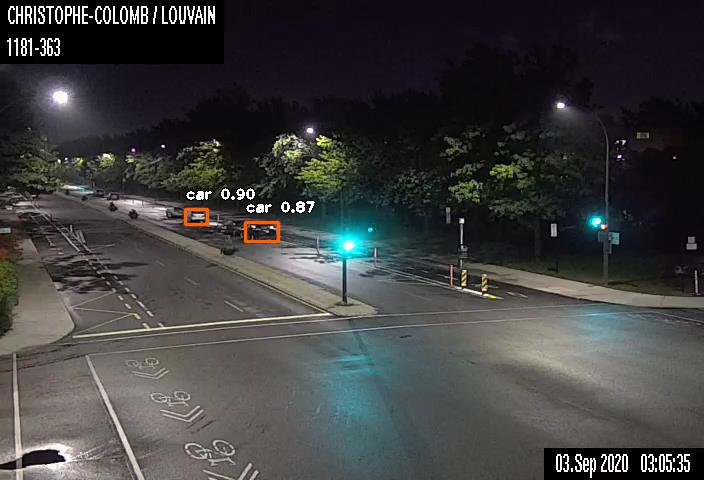 CHRISTOPHE-COLOMB / LOUVAIN
1181-363
car 0.90
car 0.87
03.Sep 2020 03:05:35